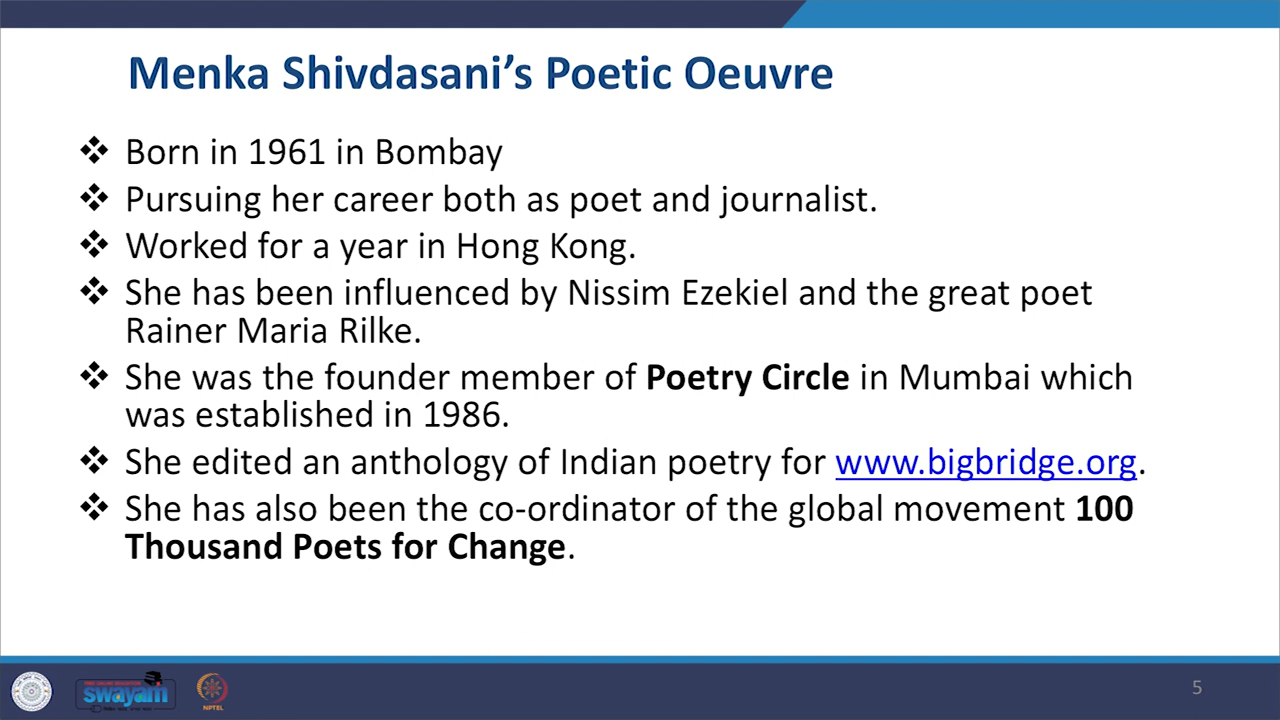 Menka Shivdasani’s Poetic Oeuvre
❖ Born in 1961 in Bombay
❖ Pursuing her career both as poet and journalist.
❖ Worked for a year in Hong Kong.
❖ She has been influenced by Nissim Ezekiel and the great poet
Rainer Maria Rilke.
❖ She was the founder member of Poetry Circle in Mumbai which
was established in 1986.
❖ She edited an anthology of Indian poetry for www.bigbridge.org.
❖ She has also been the co-ordinator of the global movement 100
Thousand Poets for Change.
swayam
NPTEL
5